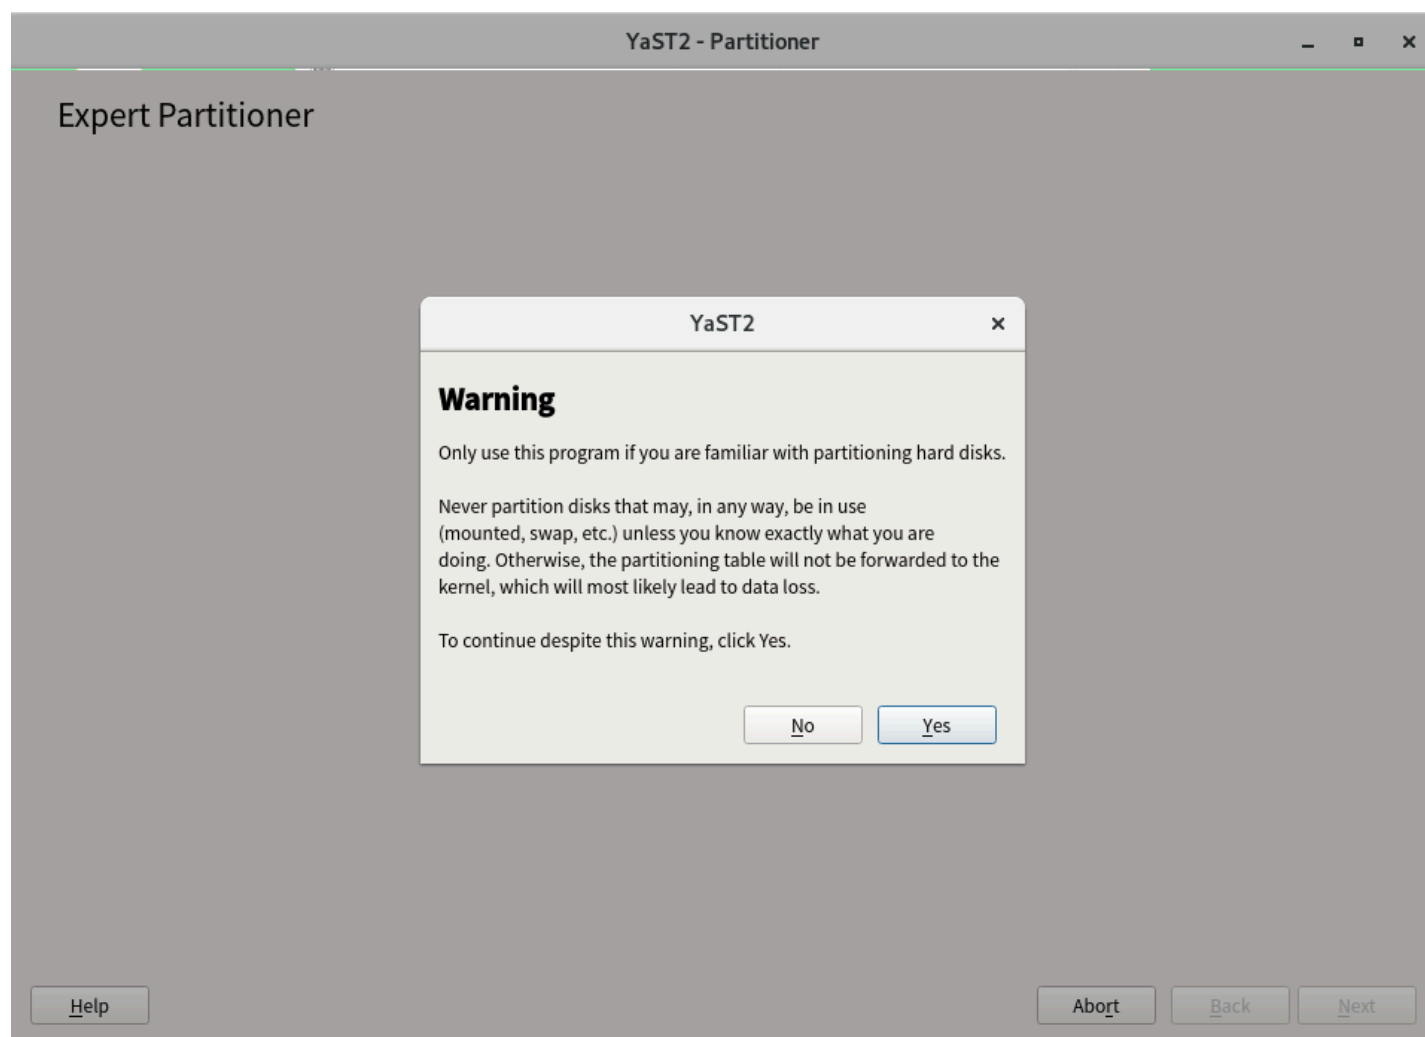 YaST2 - Partitioner
Expert Partitioner
YaST2
Warning
Only use this program if you are familiar with partitioning hard disks.
Never partition disks that may, in any way, be in use
(mounted, swap, etc.) unless you know exactly what you are
doing. Otherwise, the partitioning table will not be forwarded to the
kernel, which will most likely lead to data loss.
To continue despite this warning, click Yes.
No Yes
Help Abort Back Next